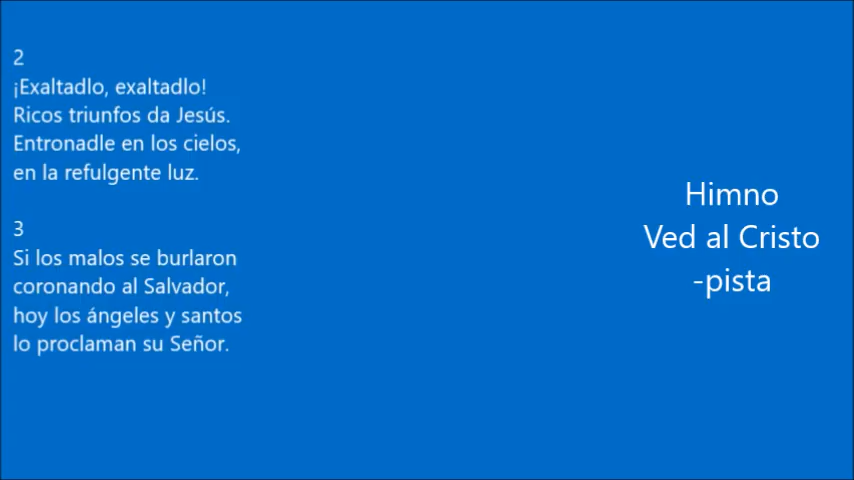 2
¡Exaltadlo, exaltadlo!
Ricos triunfos da Jesús.
Entronadle en los cielos,
en la refulgente luz.
3
Si los malos se burlaron
coronando al Salvador,
hoy los ángeles y santos
lo proclaman su Señor.
Himno
Ved al Cristo
-pista